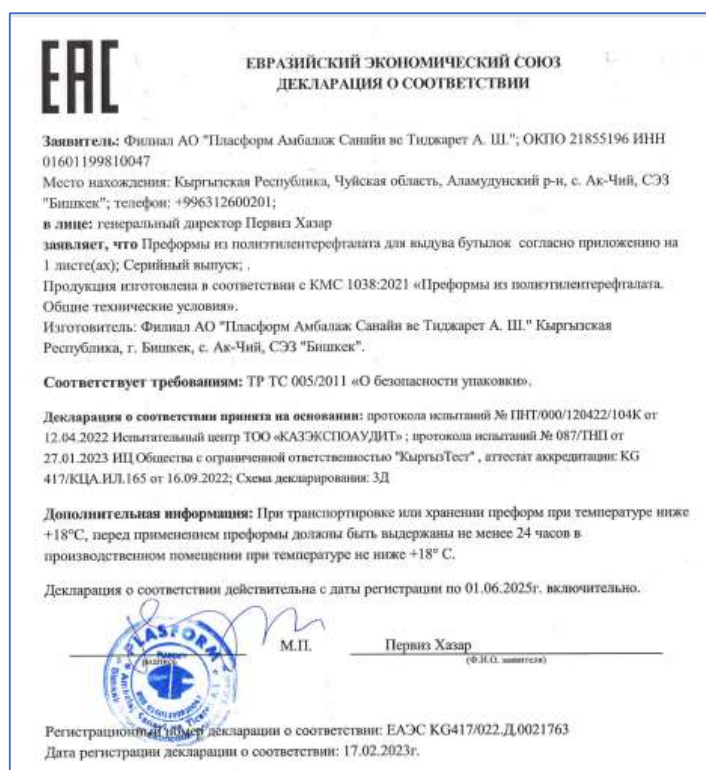 ЕАС
ЕВРАЗИЙСКИЙ ЭКОНОМИЧЕСКИЙ СОЮЗ
ДЕКЛАРАЦИЯ О СООТВЕТСТВИИ
Заявитель: Филиал АО "Пласформ Амбалаж Санайи ве Тиджарет А. Ш."; ОКПО 21855196 ИНН
01601199810047
Место нахождения: Кыргызская Республика, Чуйская область, Аламудунский р-н, с. Ак-Чий, СЭЗ
"Бишкек"; телефон: +996312600201;
в лице: генеральный директор Первиз Хазар
заявляет, что Преформы из полиэтилентерефталата для выдува бутылок согласно приложению на
1 листе(ах); Серийный выпуск; .
Продукция изготовлена в соответствии с КМС 1038:2021 «Преформы из полиэтилентерефталата.
Общие технические условия».
Изготовитель: Филиал АО "Пласформ Амбалаж Санайи ве Тиджарет А. Ш." Кыргызская
Республика, г. Бишкек, с. Ак-Чий, СЭЗ "Бишкек".
Соответствует требованиям: ТР ТС 005/2011 «О безопасности упаковки».
Декларация о соответствии принята на основании: протокола испытаний № ПНТ/000/120422/104К от
12.04.2022 Испытательный центр ТОО «КАЗЭКСПОАУДИТ» ; протокола испытаний № 087/ТНП от
27.01.2023 ИЦ Общества с ограниченной ответственностью "КыргызТест" , аттестат аккредитации: KG
417/КЦА.ИЛ.165 от 16.09.2022; Схема декларирования: 3Д
Дополнительная информация: При транспортировке или хранении преформ при температуре ниже
+18°С, перед применением преформы должны быть выдержаны не менее 24 часов в
производственном помещении при температуре не ниже +18° С.
Декларация о соответствии действительна с даты регистрации по 01.06.2025г. включительно.
PLASFORM
подпись
М.П.
Первиз Хазар
(Ф.И.О. заявителя)
Регистрационный номер декларации о соответствии: ЕАЭС KG417/022.Д.0021763
Дата регистрации декларации о соответствии: 17.02.2023г.